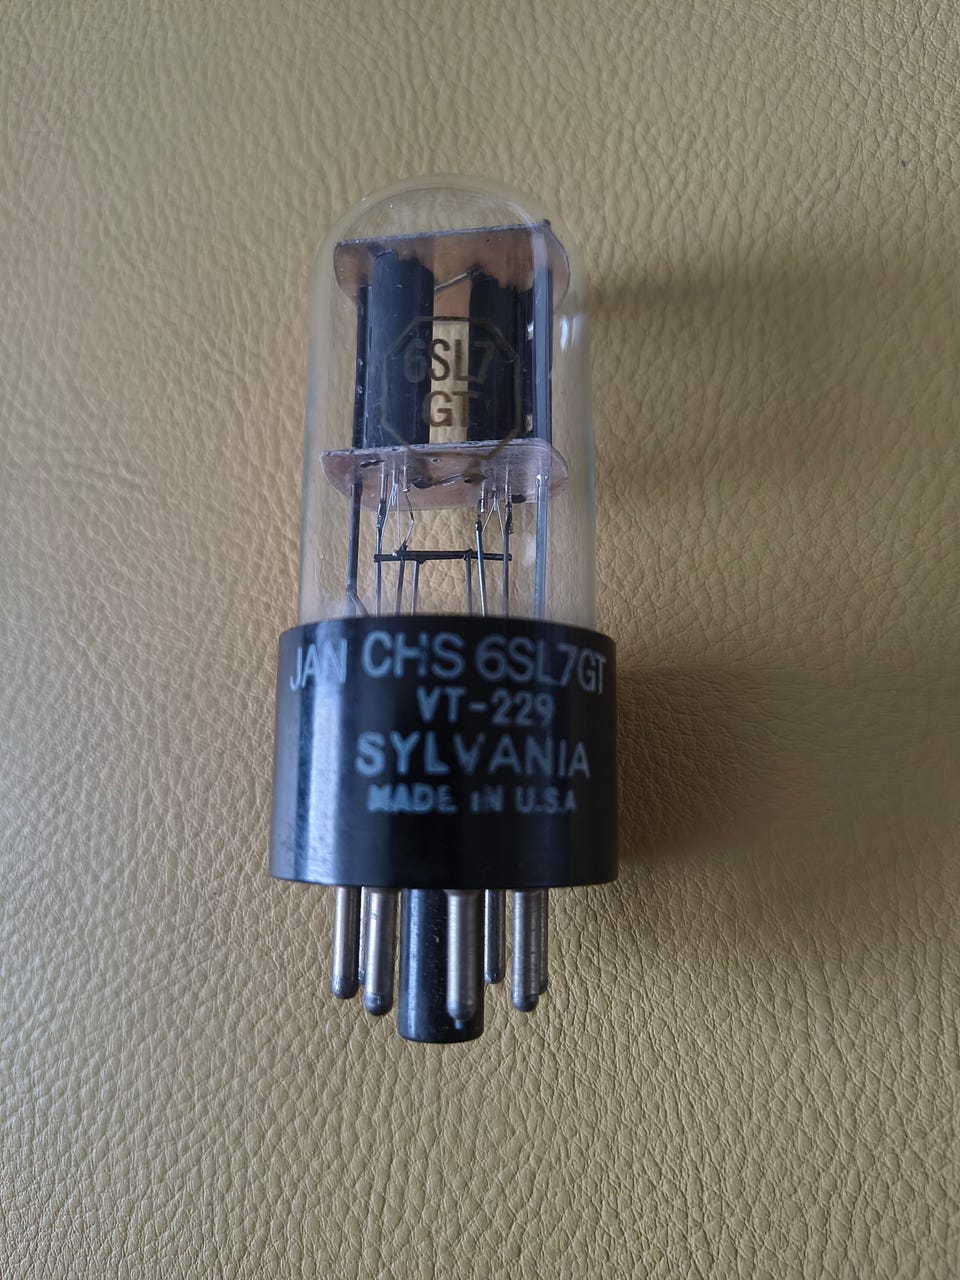 6SL7
GT
JAN CHS 6SL7GT
VT-229
SYLVANIA
MADE IN U.S.A